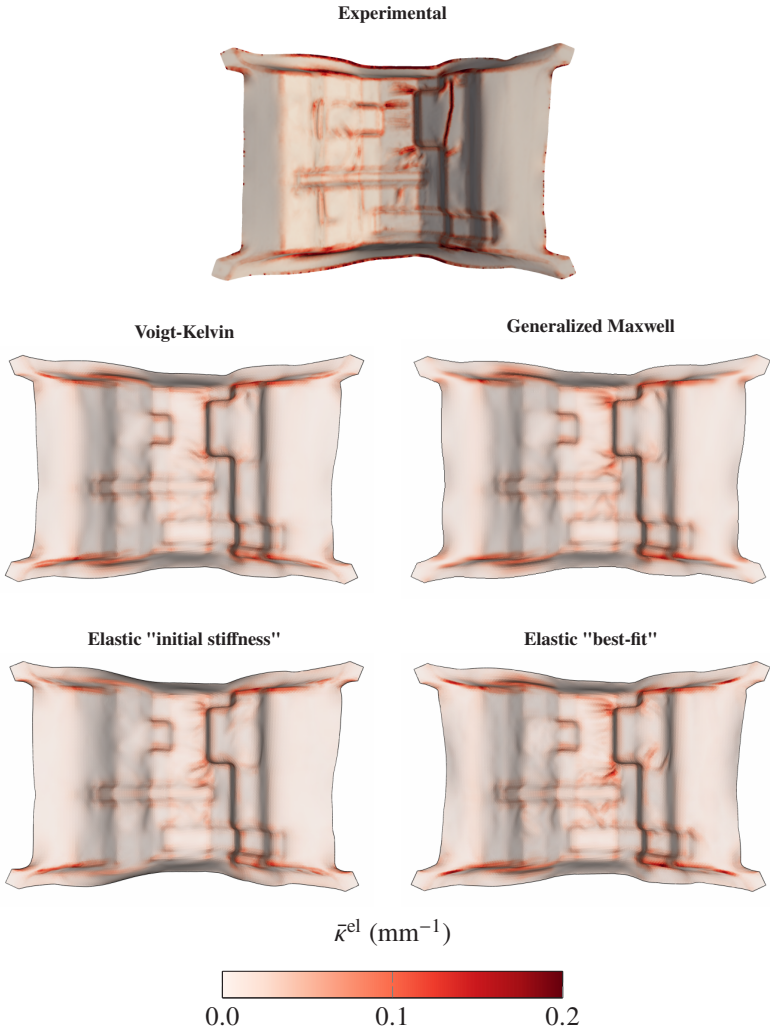 Experimental
Voigt-Kelvin
Generalized Maxwell
Elastic "initial stiffness"
Elastic "best-fit"
κ̄ᵉˡ (mm⁻¹)
0.0 0.1 0.2